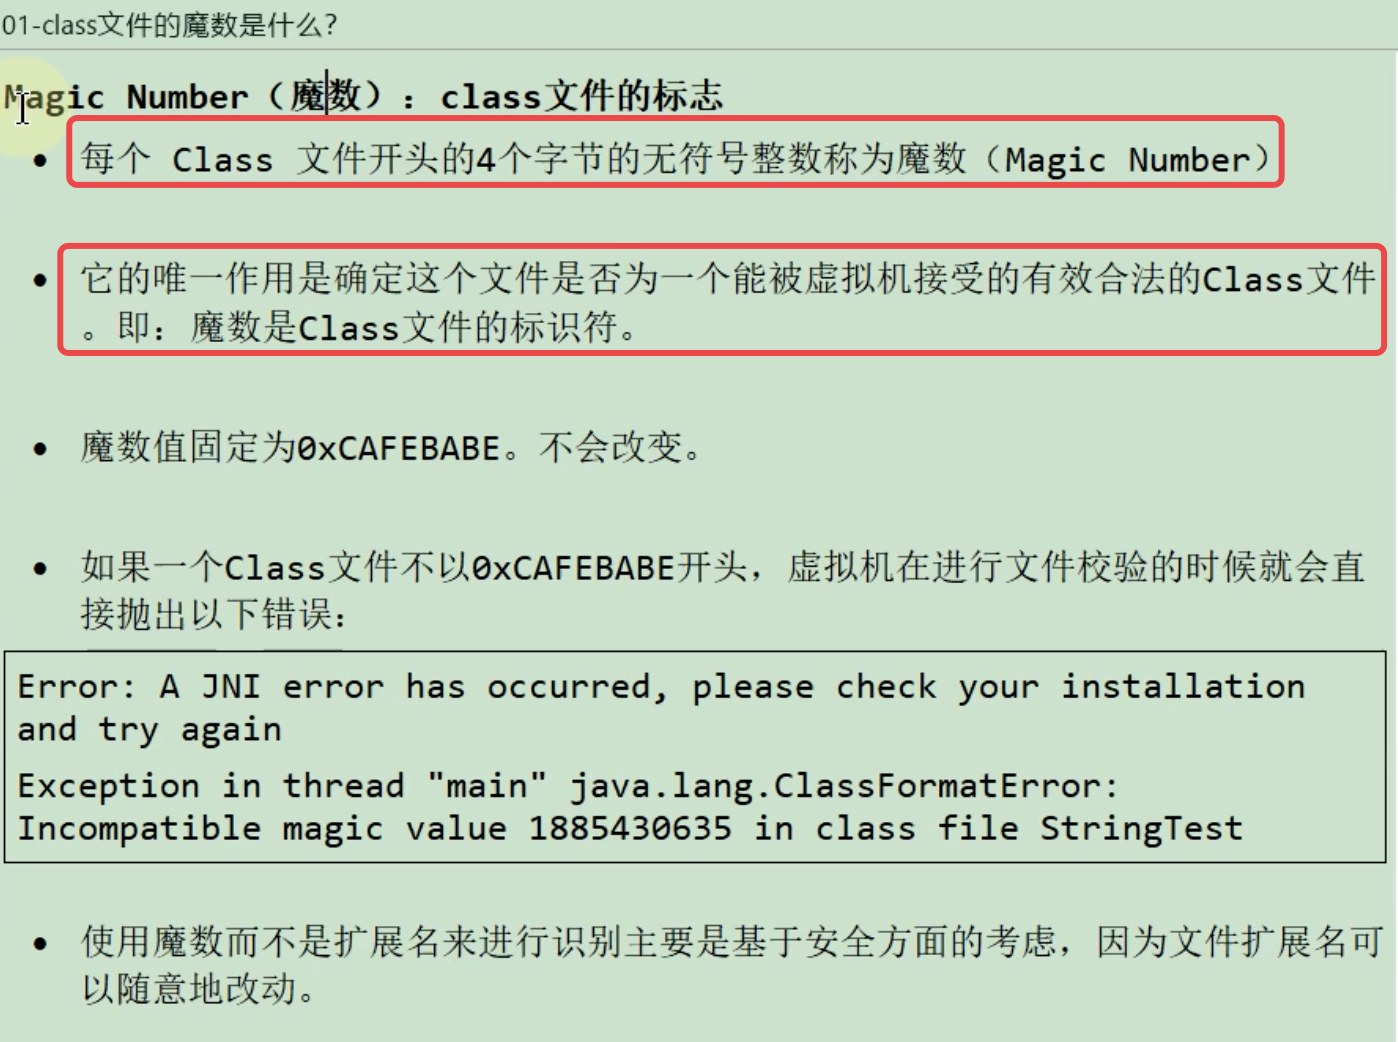 01-class文件的魔数是什么?
Magic Number（魔数）：class文件的标志
• 每个 Class 文件开头的4个字节的无符号整数称为魔数（Magic Number）
• 它的唯一作用是确定这个文件是否为一个能被虚拟机接受的有效合法的Class文件
。即：魔数是Class文件的标识符。
• 魔数值固定为0xCAFEBABE。不会改变。
• 如果一个Class文件不以0xCAFEBABE开头，虚拟机在进行文件校验的时候就会直
接抛出以下错误：
Error: A JNI error has occurred, please check your installation
and try again
Exception in thread "main" java.lang.ClassFormatError:
Incompatible magic value 1885430635 in class file StringTest
• 使用魔数而不是扩展名来进行识别主要是基于安全方面的考虑，因为文件扩展名可
以随意地改动。